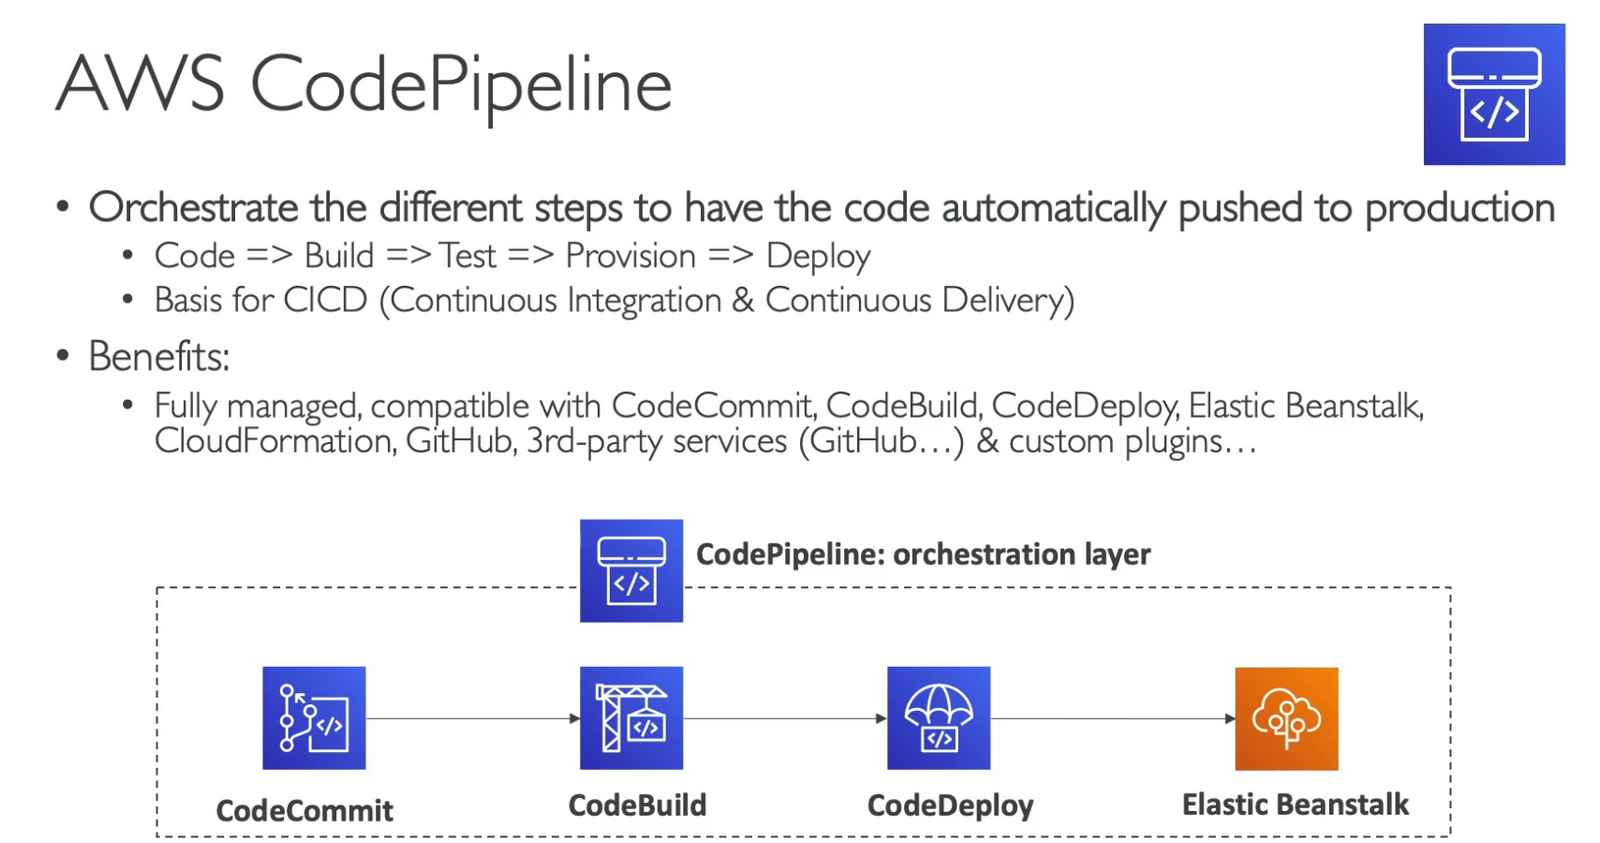 AWS CodePipeline
</>
• Orchestrate the different steps to have the code automatically pushed to production
• Code => Build => Test => Provision => Deploy
• Basis for CICD (Continuous Integration & Continuous Delivery)
• Benefits:
• Fully managed, compatible with CodeCommit, CodeBuild, CodeDeploy, Elastic Beanstalk,
CloudFormation, GitHub, 3rd-party services (GitHub…) & custom plugins…
CodePipeline: orchestration layer
</>
</>
</>
</>
CodeCommit
CodeBuild
CodeDeploy
Elastic Beanstalk